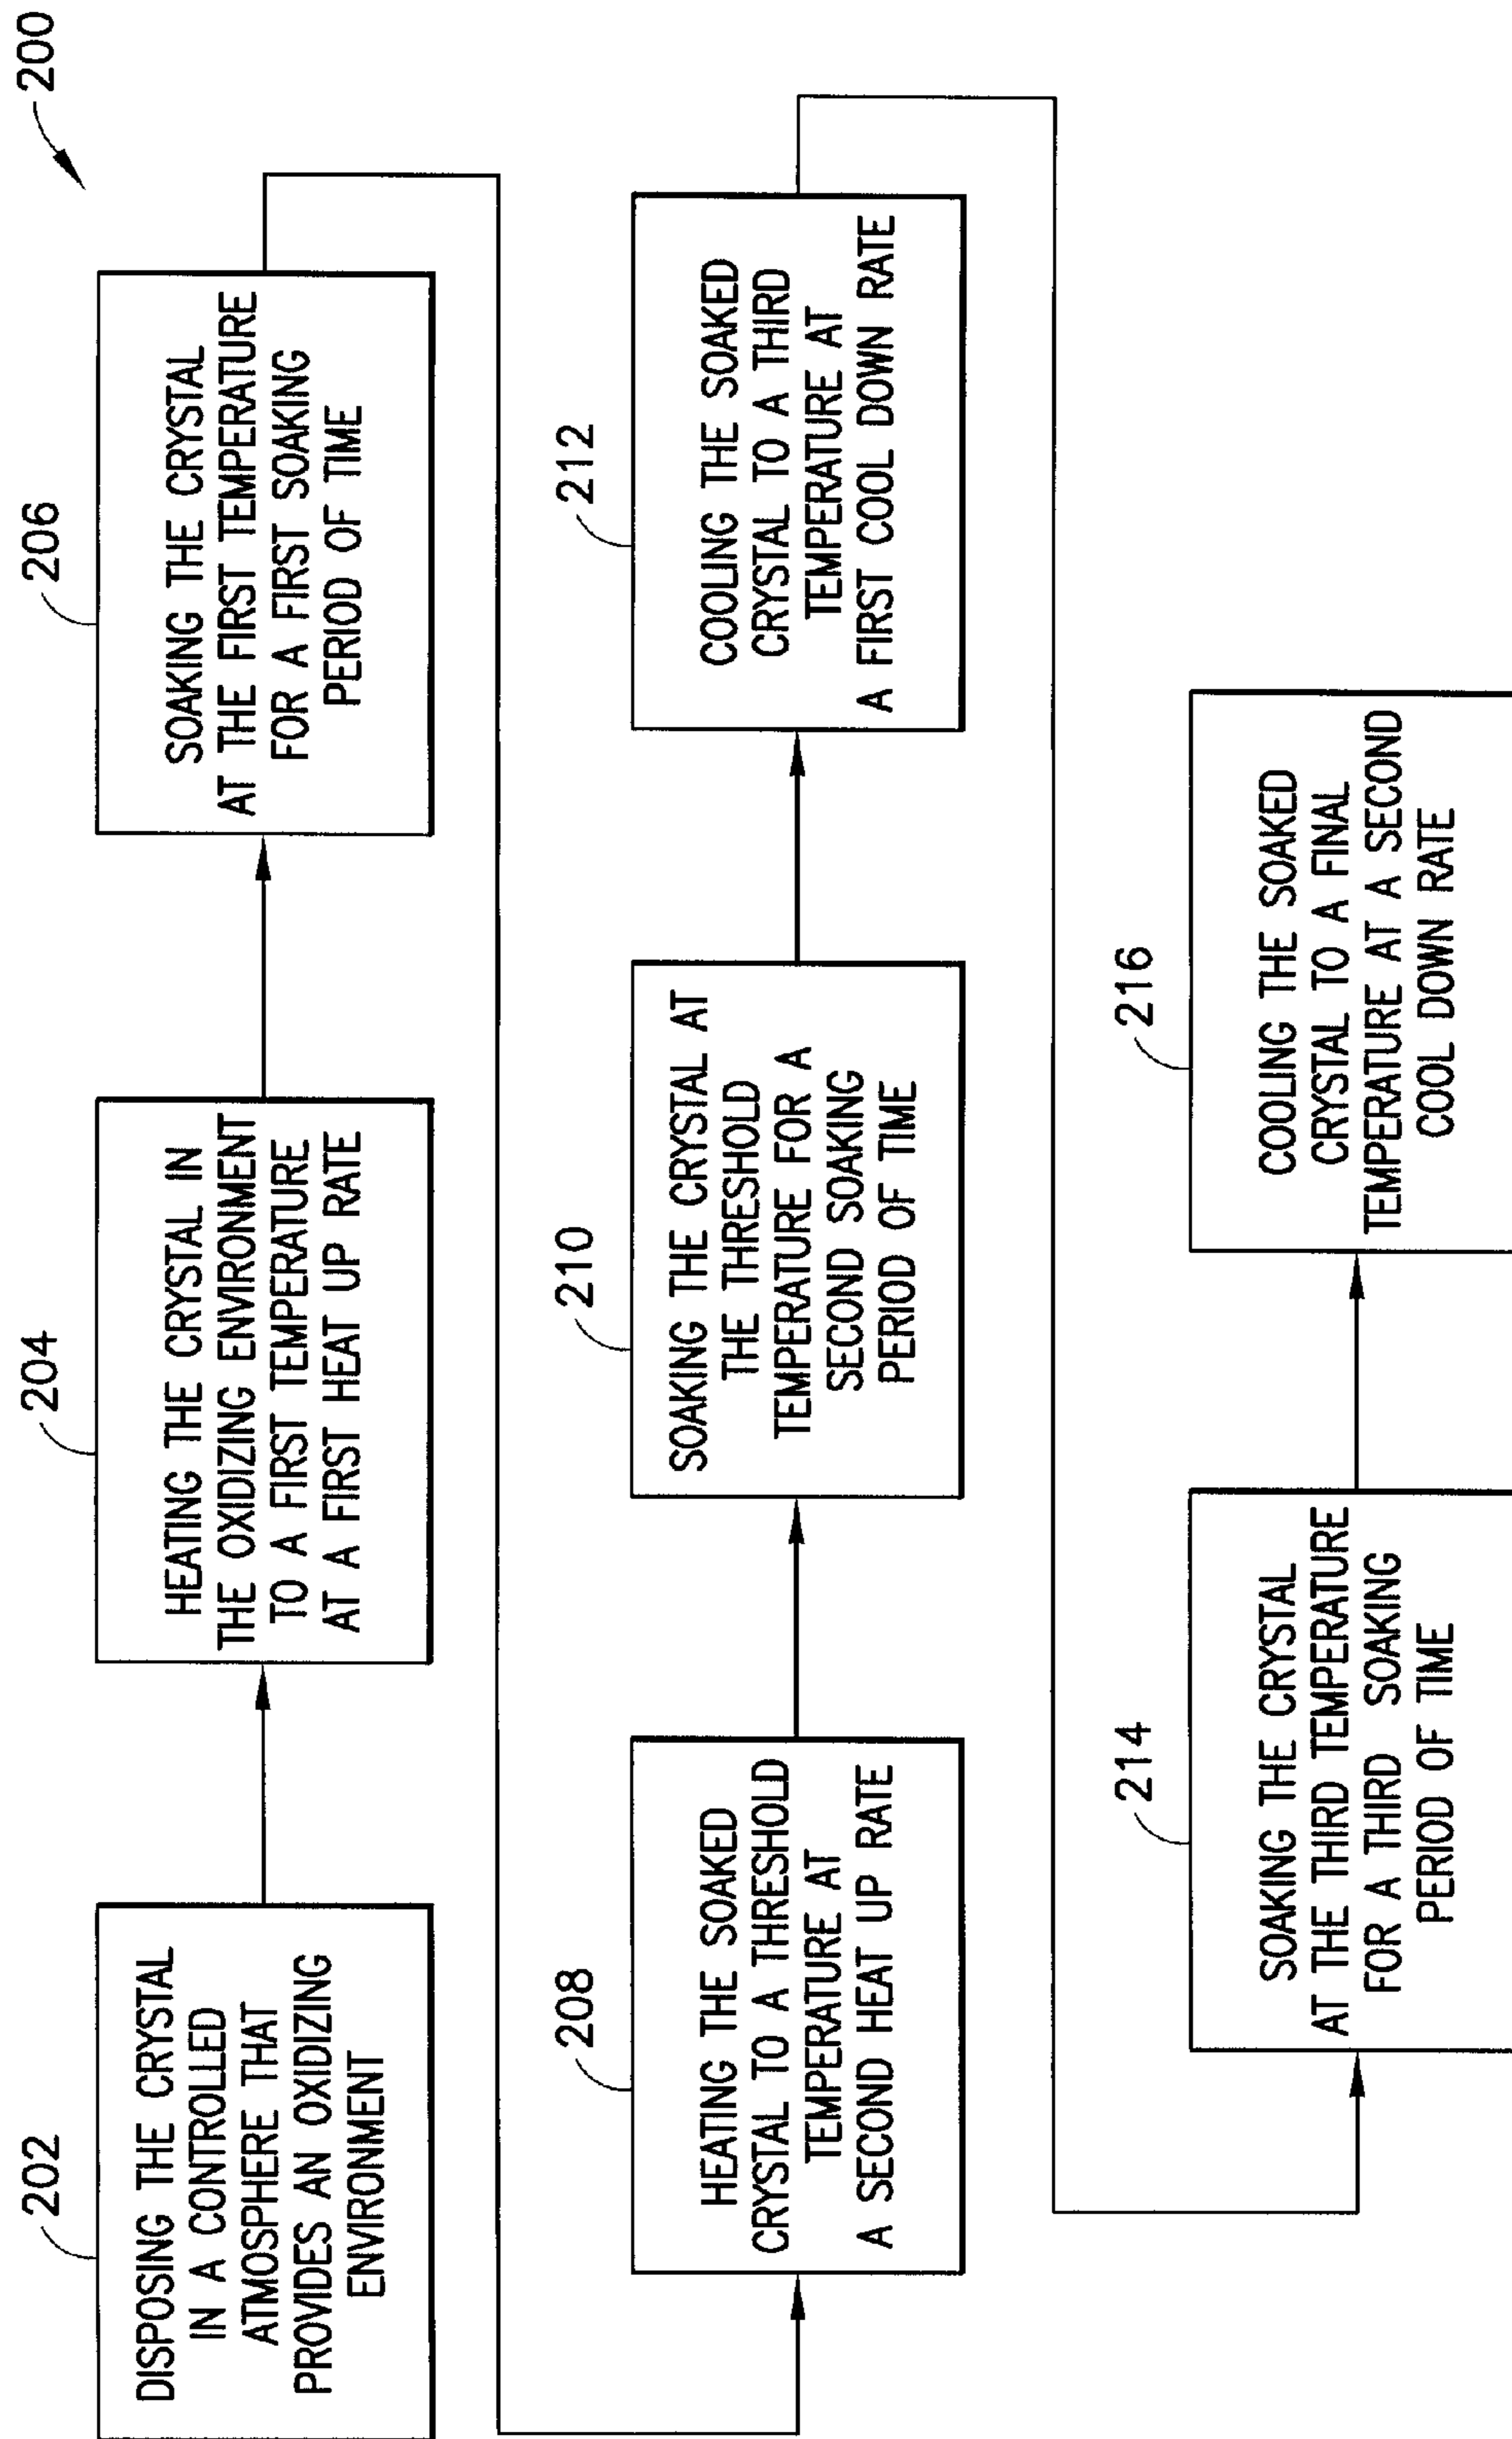 200
202
DISPOSING THE CRYSTAL
IN A CONTROLLED
ATMOSPHERE THAT
PROVIDES AN OXIDIZING
ENVIRONMENT
204
HEATING THE CRYSTAL IN
THE OXIDIZING ENVIRONMENT
TO A FIRST TEMPERATURE
AT A FIRST HEAT UP RATE
206
SOAKING THE CRYSTAL
AT THE FIRST TEMPERATURE
FOR A FIRST SOAKING
PERIOD OF TIME
208
HEATING THE SOAKED
CRYSTAL TO A THRESHOLD
TEMPERATURE AT
A SECOND HEAT UP RATE
210
SOAKING THE CRYSTAL AT
THE THRESHOLD
TEMPERATURE FOR A
SECOND SOAKING
PERIOD OF TIME
212
COOLING THE SOAKED
CRYSTAL TO A THIRD
TEMPERATURE AT
A FIRST COOL DOWN RATE
214
SOAKING THE CRYSTAL
AT THE THIRD TEMPERATURE
FOR A THIRD SOAKING
PERIOD OF TIME
216
COOLING THE SOAKED
CRYSTAL TO A FINAL
TEMPERATURE AT A SECOND
COOL DOWN RATE